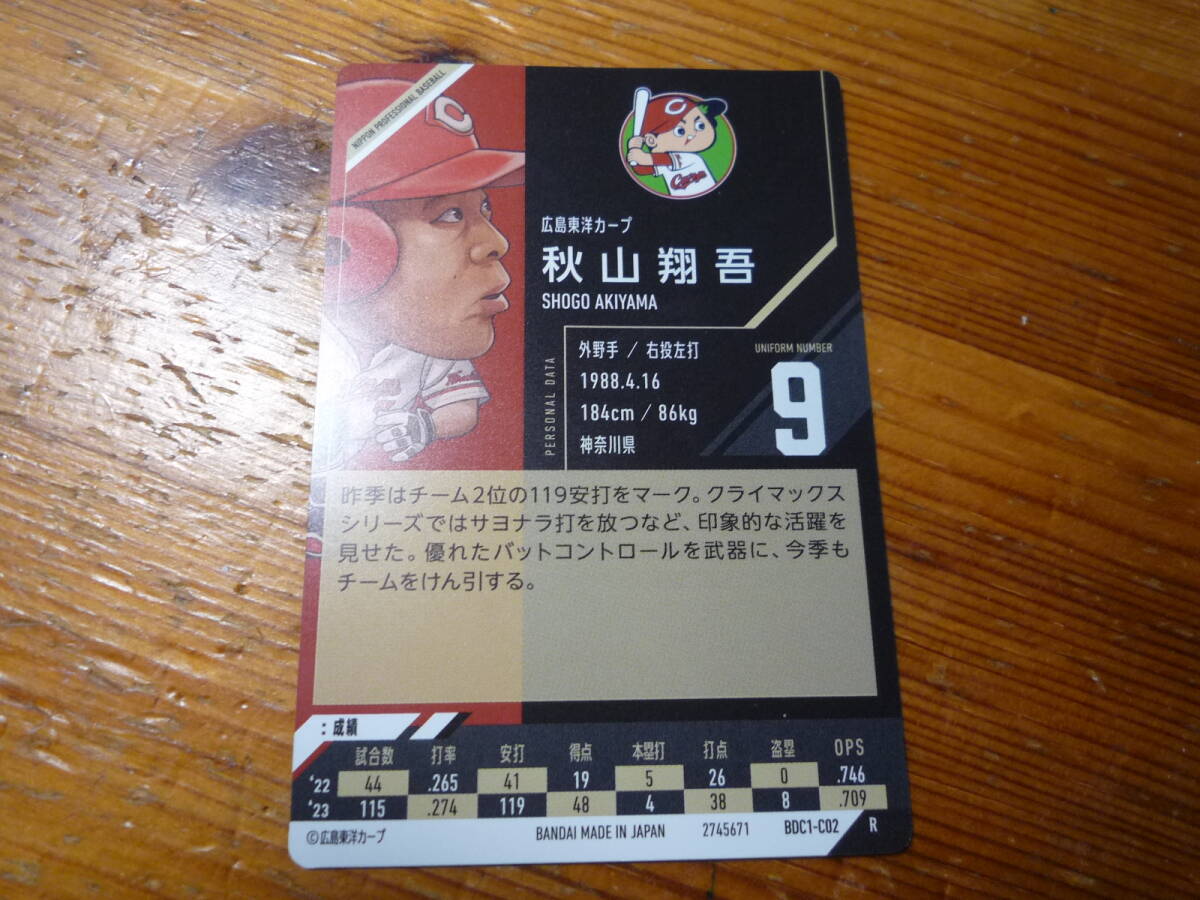 NIPPON PROFESSIONAL BASEBALL
C
C
Carp
広島東洋カープ
秋山翔吾
SHOGO AKIYAMA
PERSONAL DATA
外野手 / 右投左打
1988.4.16
184cm / 86kg
神奈川県
UNIFORM NUMBER
9
昨季はチーム2位の119安打をマーク。クライマックス
シリーズではサヨナラ打を放つなど、印象的な活躍を
見せた。優れたバットコントロールを武器に、今季も
チームをけん引する。
:成績
試合数 打率 安打 得点 本塁打 打点 盗塁 OPS
'22 44 .265 41 19 5 26 0 .746
'23 115 .274 119 48 4 38 8 .709
©広島東洋カープ BANDAI MADE IN JAPAN 2745671 BDC1-C02 R